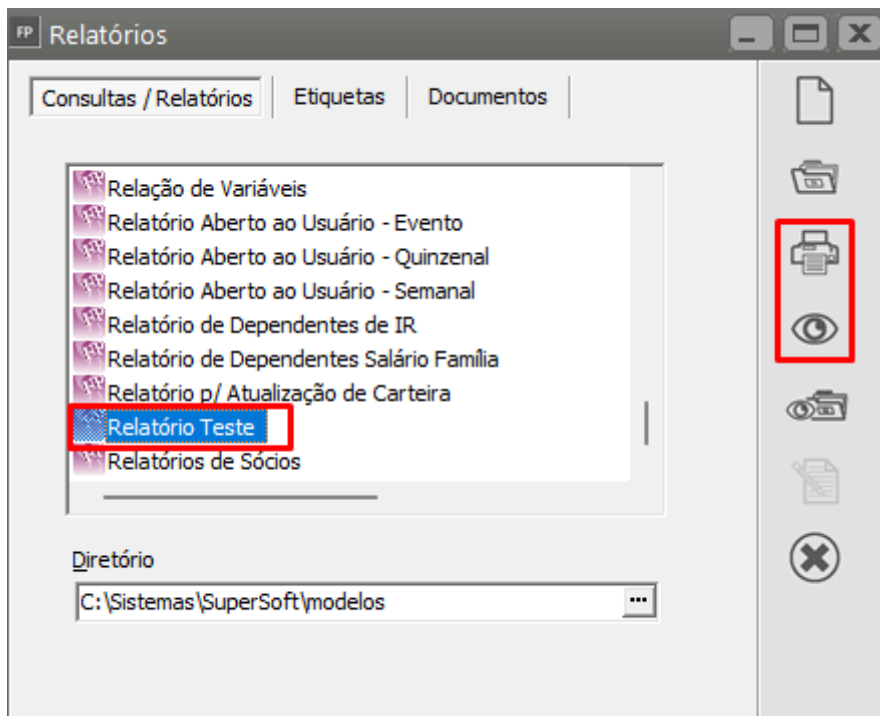 FP Relatórios
Consultas / Relatórios Etiquetas Documentos
Relação de Variáveis
Relatório Aberto ao Usuário - Evento
Relatório Aberto ao Usuário - Quinzenal
Relatório Aberto ao Usuário - Semanal
Relatório de Dependentes de IR
Relatório de Dependentes Salário Família
Relatório p/ Atualização de Carteira
Relatório Teste
Relatórios de Sócios
Diretório
C:\Sistemas\SuperSoft\modelos ...